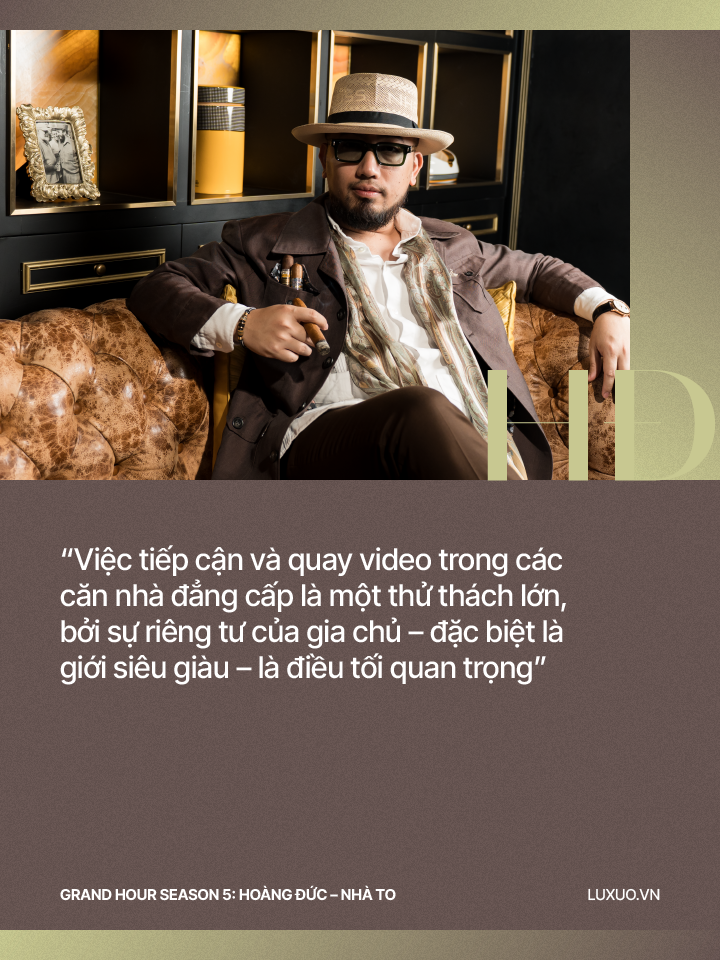 HD
“Việc tiếp cận và quay video trong các
căn nhà đẳng cấp là một thử thách lớn,
bởi sự riêng tư của gia chủ – đặc biệt là
giới siêu giàu – là điều tối quan trọng”
GRAND HOUR SEASON 5: HOÀNG ĐỨC – NHÀ TO
LUXUO.VN